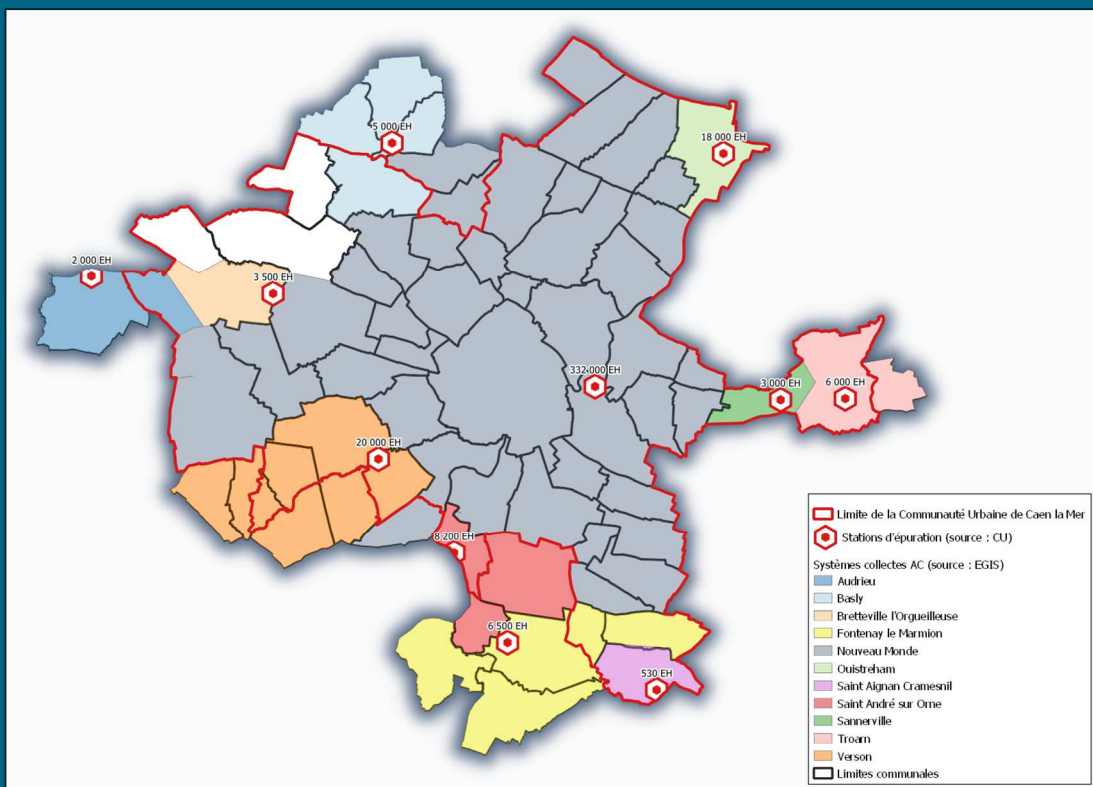 5 000 EH
18 000 EH
2 000 EH
3 500 EH
332 000 EH
3 000 EH
6 000 EH
20 000 EH
8 200 EH
6 500 EH
530 EH
Limite de la Communauté Urbaine de Caen la Mer
Stations d'épuration (source : CU)
Systèmes collectes AC (source : EGIS)
Audrieu
Basly
Bretteville l'Orgueilleuse
Fontenay le Marmion
Nouveau Monde
Ouistreham
Saint Aignan Cramesnil
Saint André sur Orne
Sannerville
Troarn
Verson
Limites communales